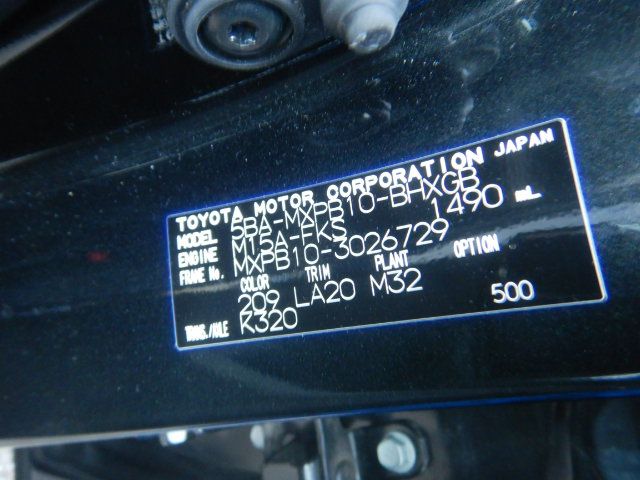 TOYOTA MOTOR CORPORATION JAPAN
MODEL 5BA-MXPB10-BHXGB
ENGINE M15A-FKS 1490 mL
FRAME No. MXPB10-3026729
COLOR TRIM PLANT OPTION
209 LA20 M32
TRANS./AXLE K320 500